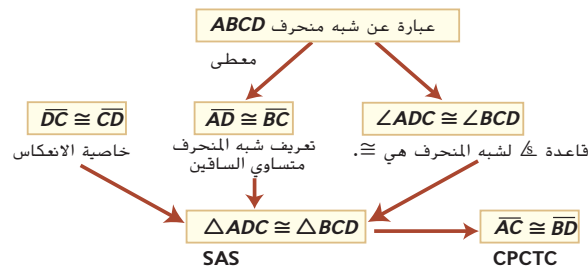 ABCD عبارة عن شبه منحرف
معطى
DC ≅ CD
AD ≅ BC
∠ADC ≅ ∠BCD
خاصية الانعكاس
تعريف شبه المنحرف
متساوي الساقين
قاعدة ∠s لشبه المنحرف هي ≅.
△ADC ≅ △BCD
SAS
AC ≅ BD
CPCTC